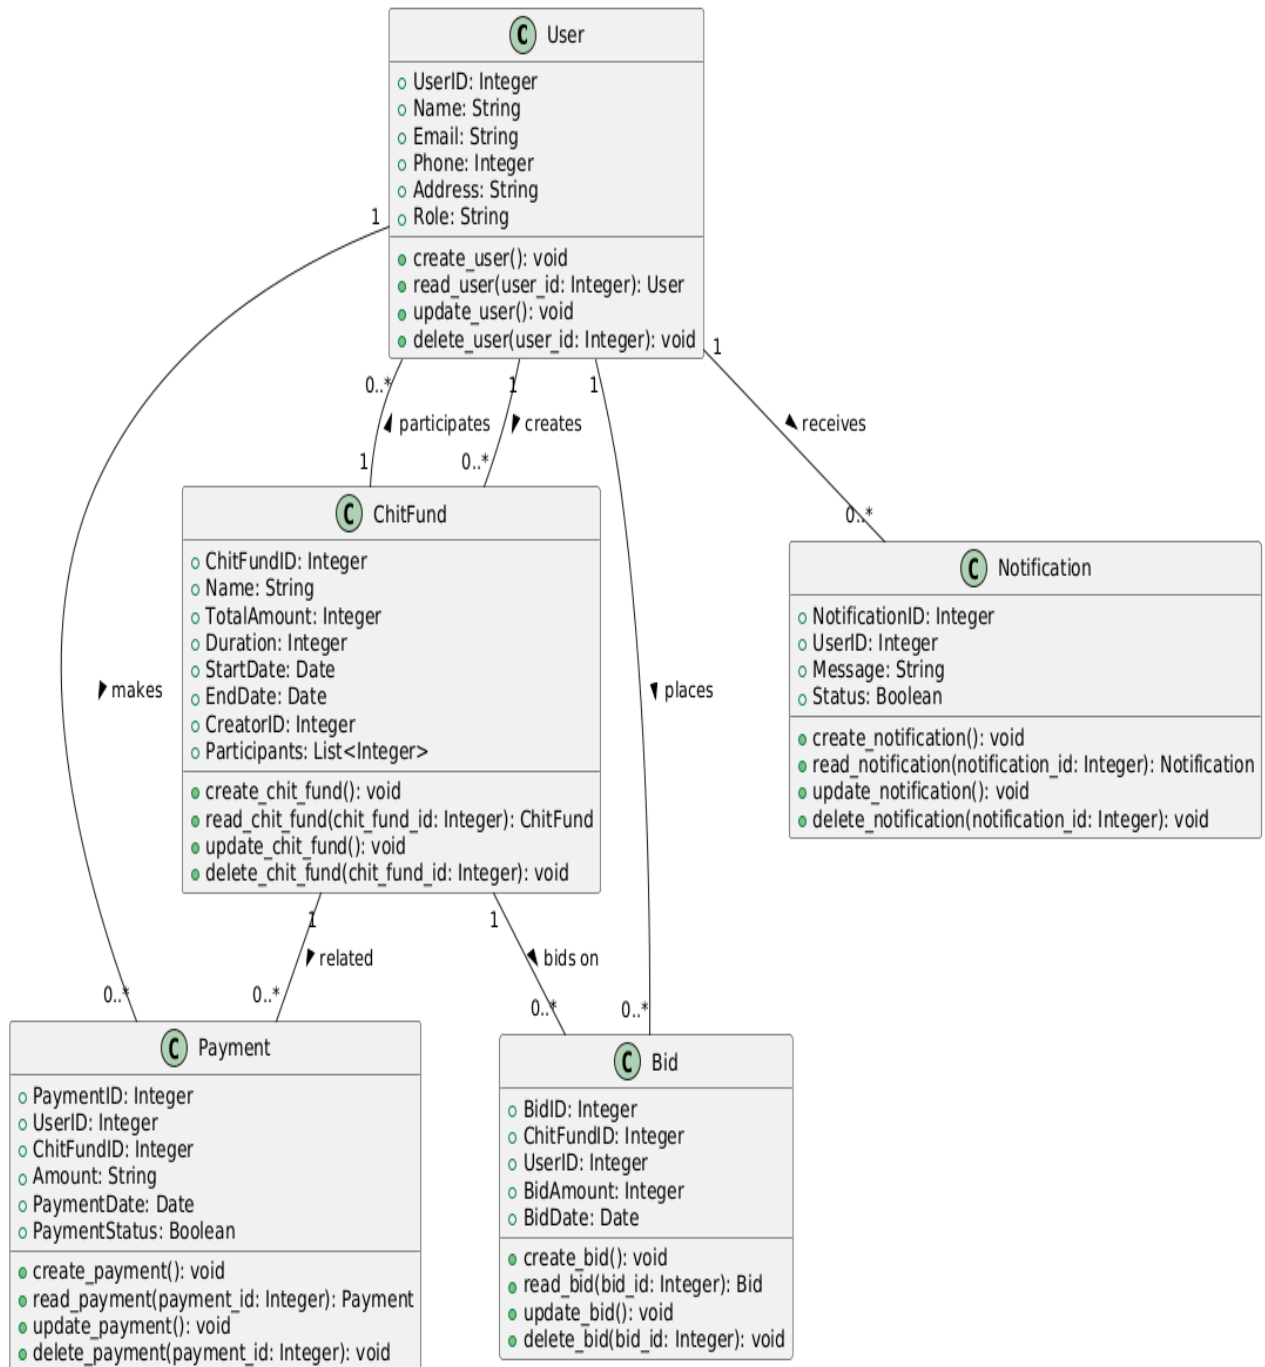 C User
UserID: Integer
Name: String
Email: String
Phone: Integer
Address: String
Role: String
create_user(): void
read_user(user_id: Integer): User
update_user(): void
delete_user(user_id: Integer): void
1
1
0..*
1
1
participates
creates
receives
1
0..*
0..*
C ChitFund
ChitFundID: Integer
Name: String
TotalAmount: Integer
Duration: Integer
StartDate: Date
EndDate: Date
CreatorID: Integer
Participants: List<Integer>
create_chit_fund(): void
read_chit_fund(chit_fund_id: Integer): ChitFund
update_chit_fund(): void
delete_chit_fund(chit_fund_id: Integer): void
C Notification
NotificationID: Integer
UserID: Integer
Message: String
Status: Boolean
create_notification(): void
read_notification(notification_id: Integer): Notification
update_notification(): void
delete_notification(notification_id: Integer): void
makes
places
1
1
related
bids on
0..*
0..*
0..*
0..*
C Payment
PaymentID: Integer
UserID: Integer
ChitFundID: Integer
Amount: String
PaymentDate: Date
PaymentStatus: Boolean
create_payment(): void
read_payment(payment_id: Integer): Payment
update_payment(): void
delete_payment(payment_id: Integer): void
C Bid
BidID: Integer
ChitFundID: Integer
UserID: Integer
BidAmount: Integer
BidDate: Date
create_bid(): void
read_bid(bid_id: Integer): Bid
update_bid(): void
delete_bid(bid_id: Integer): void